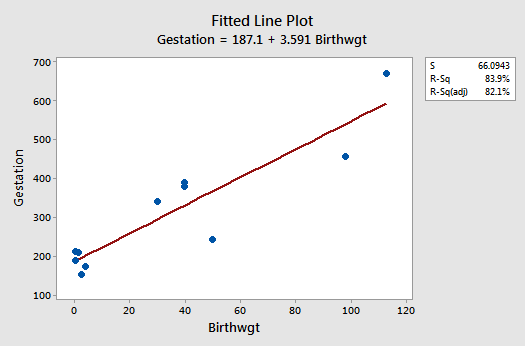 Fitted Line Plot
Gestation = 187.1 + 3.591 Birthwgt
S 66.0943
R-Sq 83.9%
R-Sq(adj) 82.1%
Gestation
700
600
500
400
300
200
100
0 20 40 60 80 100 120
Birthwgt